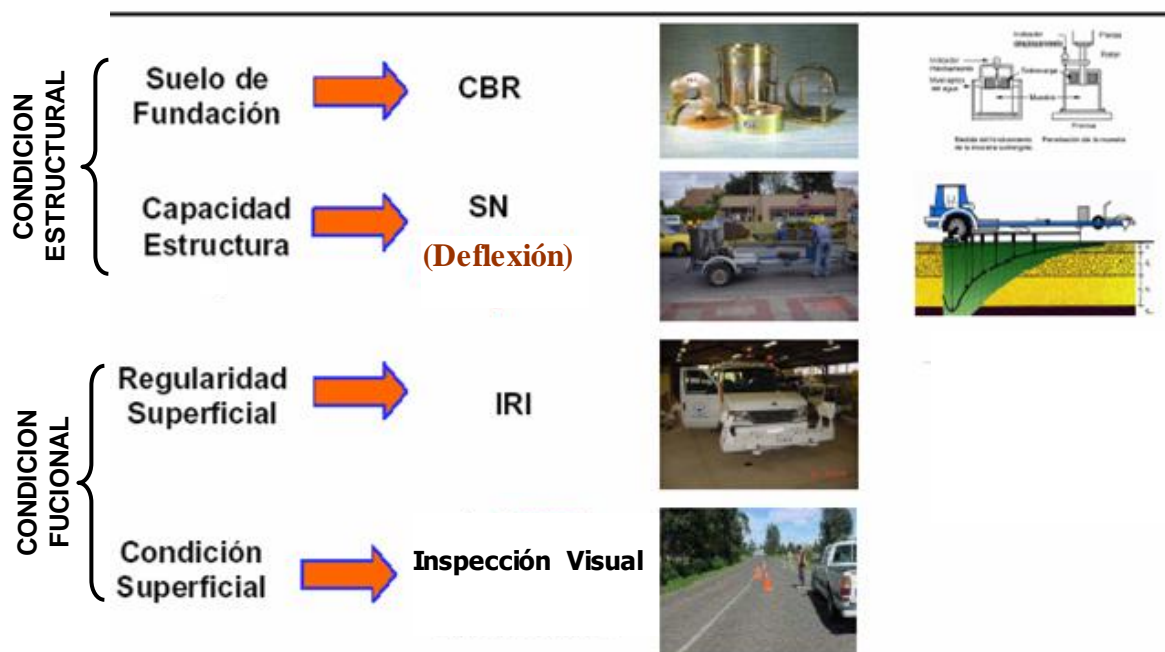 CONDICION
ESTRUCTURAL
Suelo de
Fundación
CBR
Muestra
Capacidad
Estructura
SN
(Deflexión)
CONDICION
FUCIONAL
Regularidad
Superficial
IRI
Condición
Superficial
Inspección Visual